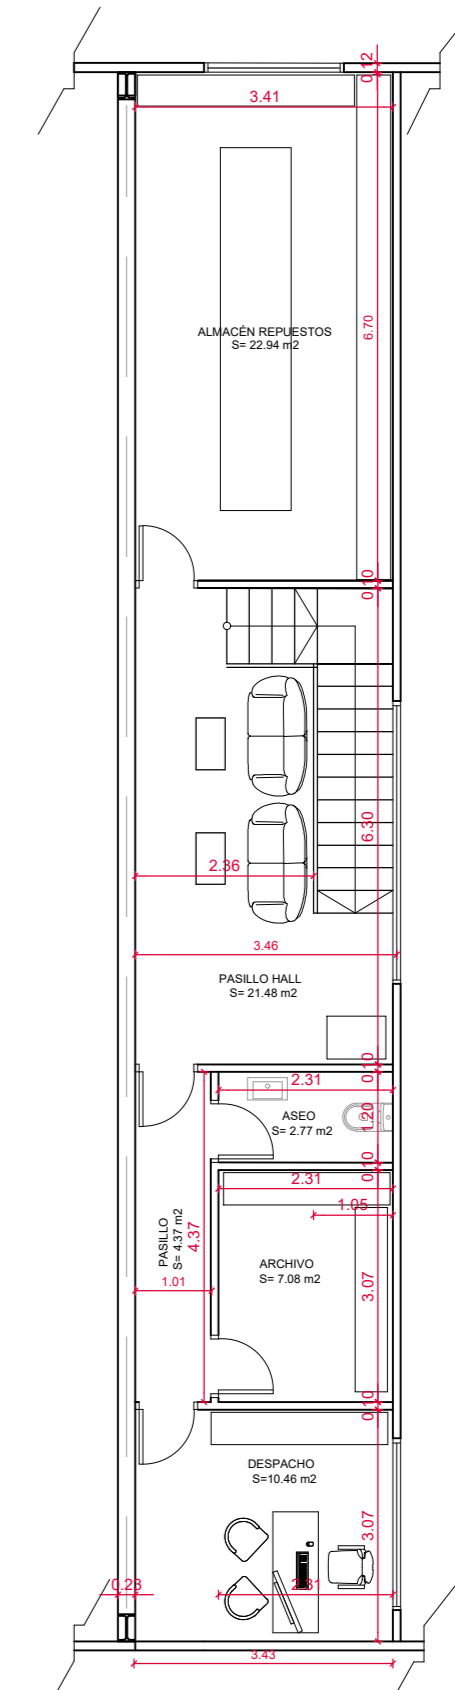 0.12
3.41
ALMACÉN REPUESTOS
S= 22.94 m2
6.70
0.10
2.36
6.30
3.46
PASILLO HALL
S= 21.48 m2
0.10
2.31
ASEO
S= 2.77 m2
1.20
0.10
2.31
1.05
PASILLO
S= 4.37 m2
4.37
1.01
ARCHIVO
S= 7.08 m2
3.07
0.10
DESPACHO
S=10.46 m2
3.07
0.23
2.31
3.43